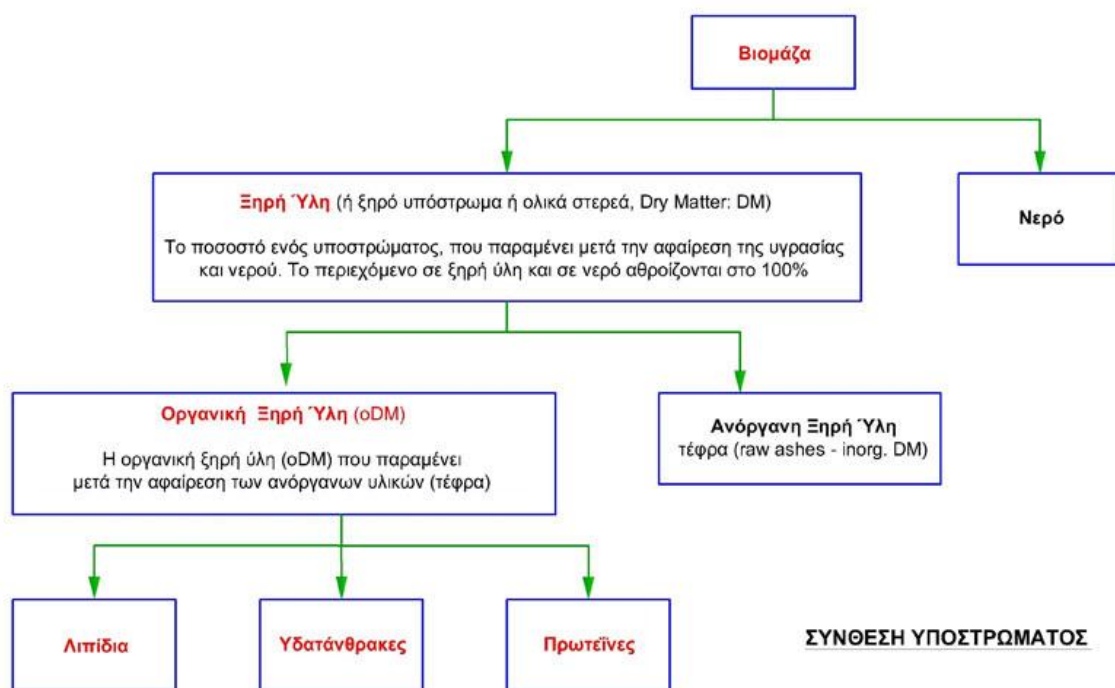 Βιομάζα
Ξηρή Ύλη (ή ξηρό υπόστρωμα ή ολικά στερεά, Dry Matter: DM)
Το ποσοστό ενός υποστρώματος, που παραμένει μετά την αφαίρεση της υγρασίας
και νερού. Το περιεχόμενο σε ξηρή ύλη και σε νερό αθροίζονται στο 100%
Νερό
Οργανική Ξηρή Ύλη (oDM)
Η οργανική ξηρή ύλη (oDM) που παραμένει
μετά την αφαίρεση των ανόργανων υλικών (τέφρα)
Ανόργανη Ξηρή Ύλη
τέφρα (raw ashes - inorg. DM)
Λιπίδια
Υδατάνθρακες
Πρωτεΐνες
ΣΥΝΘΕΣΗ ΥΠΟΣΤΡΩΜΑΤΟΣ